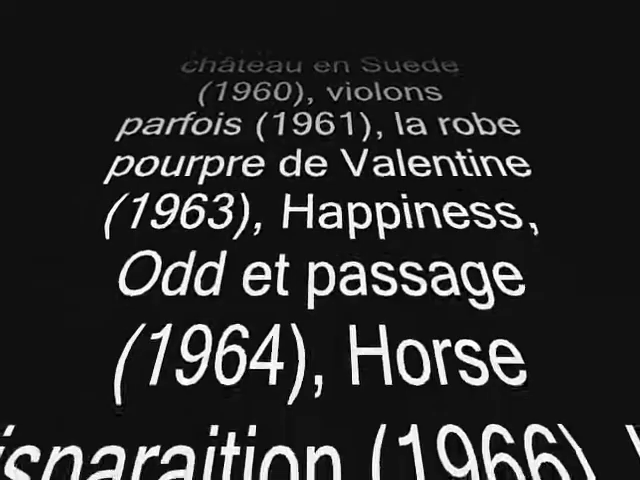 château en Suede
(1960), violons
parfois (1961), la robe
pourpre de Valentine
(1963), Happiness,
Odd et passage
(1964), Horse
isparaition (1966),